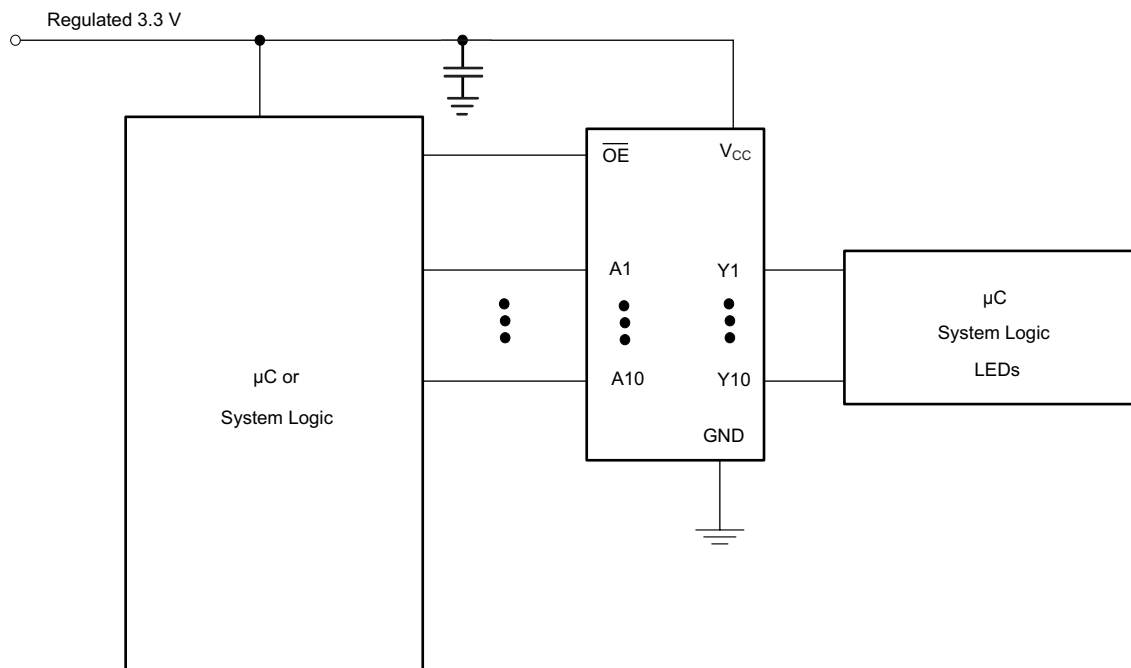 Regulated 3.3 V
OE VCC
A1 Y1
µC
System Logic
LEDs
µC or
System Logic
A10 Y10
GND